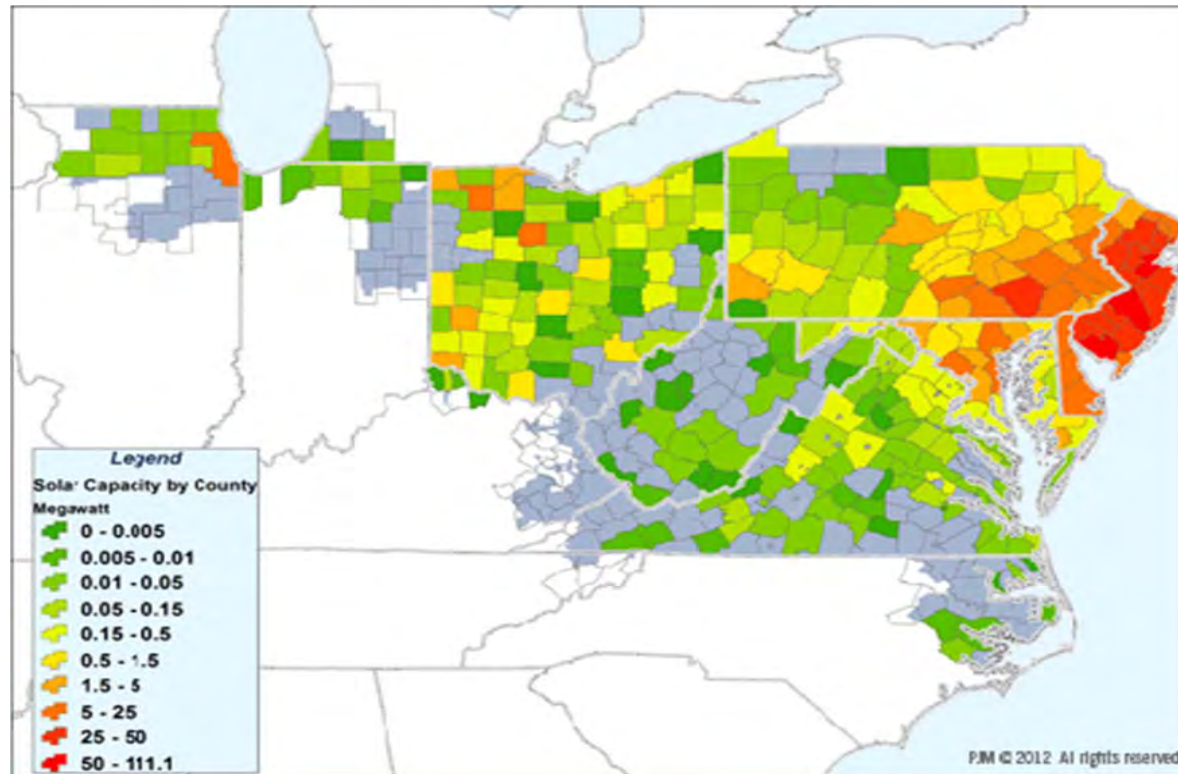 Legend
Solar Capacity by County
Megawatt
0 - 0.005
0.005 - 0.01
0.01 - 0.05
0.05 - 0.15
0.15 - 0.5
0.5 - 1.5
1.5 - 5
5 - 25
25 - 50
50 - 111.1
PJM © 2012 All rights reserved